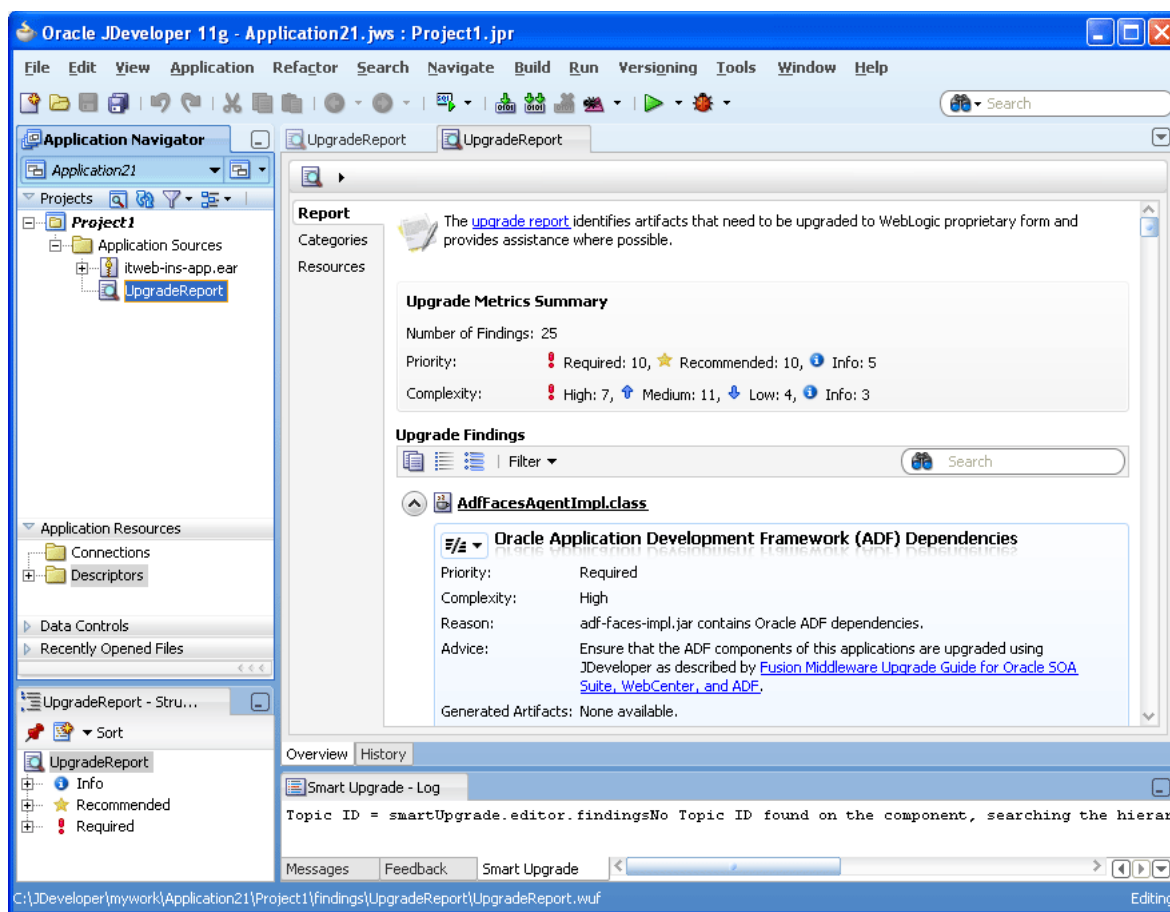 Oracle JDeveloper 11g - Application21.jws : Project1.jpr
File Edit View Application Refactor Search Navigate Build Run Versioning Tools Window Help
Search
Application Navigator
UpgradeReport
UpgradeReport
Application21
Projects
Project1
Application Sources
itweb-ins-app.ear
UpgradeReport
Report
Categories
Resources
The upgrade report identifies artifacts that need to be upgraded to WebLogic proprietary form and
provides assistance where possible.
Upgrade Metrics Summary
Number of Findings: 25
Priority: Required: 10, Recommended: 10, Info: 5
Complexity: High: 7, Medium: 11, Low: 4, Info: 3
Upgrade Findings
Filter
Search
AdfFacesAgentImpl.class
Oracle Application Development Framework (ADF) Dependencies
Priority: Required
Complexity: High
Reason: adf-faces-impl.jar contains Oracle ADF dependencies.
Advice: Ensure that the ADF components of this applications are upgraded using
JDeveloper as described by Fusion Middleware Upgrade Guide for Oracle SOA
Suite, WebCenter, and ADF.
Generated Artifacts: None available.
Application Resources
Connections
Descriptors
Data Controls
Recently Opened Files
UpgradeReport - Stru...
Sort
UpgradeReport
Info
Recommended
Required
Overview History
Smart Upgrade - Log
Topic ID = smartUpgrade.editor.findingsNo Topic ID found on the component, searching the hierar
Messages Feedback Smart Upgrade
C:\JDeveloper\mywork\Application21\Project1\findings\UpgradeReport\UpgradeReport.wuf
Editing